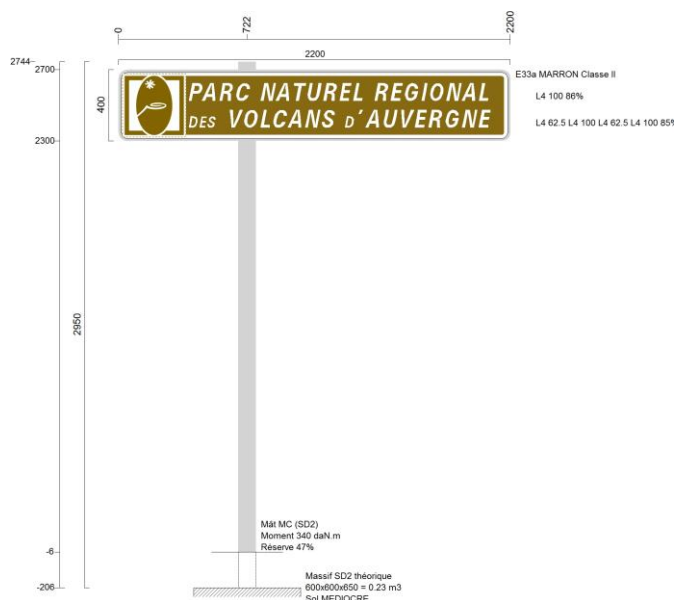 0 722 2200
2200
2744
2700
E33a MARRON Classe II
PARC NATUREL REGIONAL
L4 100 86%
400
DES VOLCANS D'AUVERGNE
L4 62.5 L4 100 L4 62.5 L4 100 85%
2300
2950
Mât MC (SD2)
Moment 340 daN.m
Réserve 47%
-6
Massif SD2 théorique
-206
600x600x650 = 0.23 m3
Sol MEDIOCRE